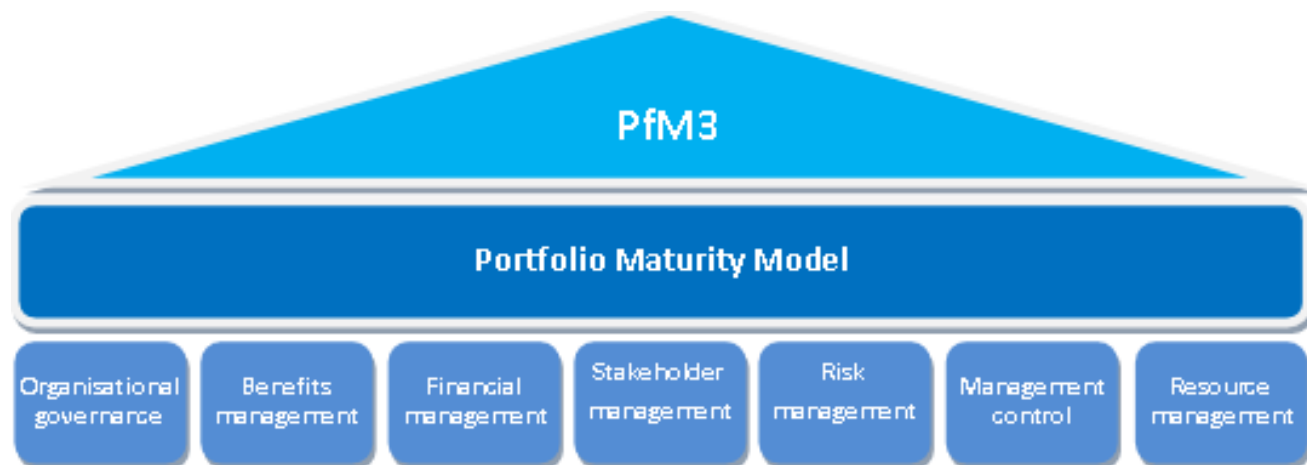 PfM3
Portfolio Maturity Model
Organisational
governance
Benefits
management
Financial
management
Stakeholder
management
Risk
management
Management
control
Resource
management